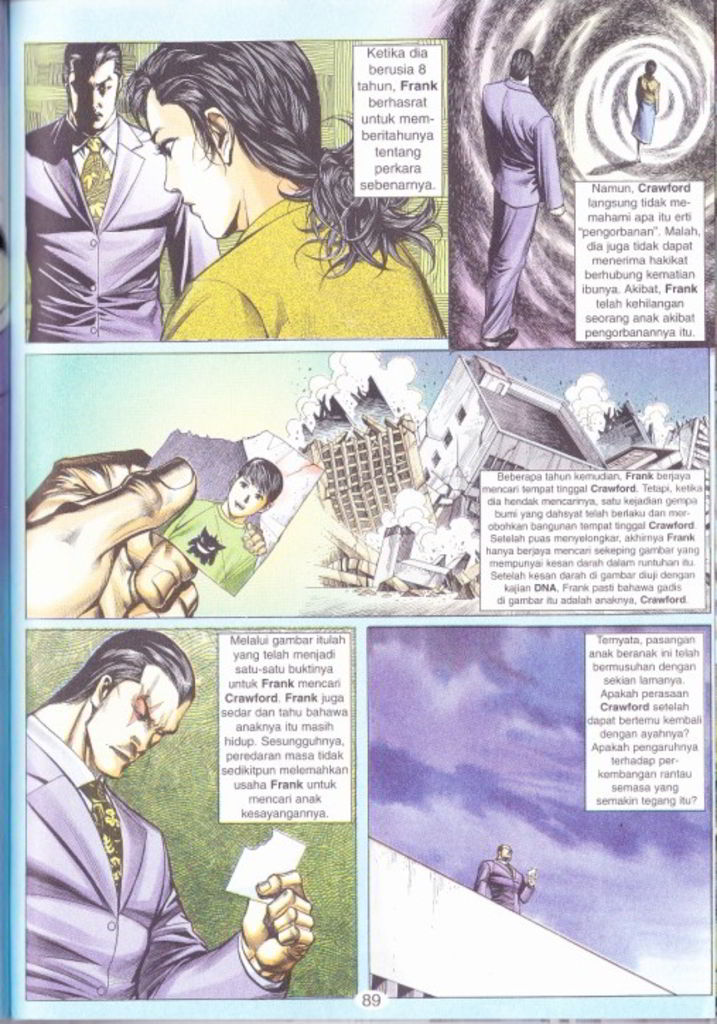 Ketika dia
berusia 8
tahun, Frank
berhasrat
untuk mem-
beritahunya
tentang
perkara
sebenarnya.
Namun, Crawford
langsung tidak me-
mahami apa itu erti
"pengorbanan". Malah,
dia juga tidak dapat
menerima hakikat
berhubung kematian
ibunya. Akibat, Frank
telah kehilangan
seorang anak akibat
pengorbanannya itu.
Beberapa tahun kemudian, Frank berjaya
mencari tempat tinggal Crawford. Tetapi, ketika
dia hendak mencarinya, satu kejadian gempa
bumi yang dahsyat telah berlaku dan mer-
obohkan bangunan tempat tinggal Crawford.
Setelah puas menyelongkar, akhirnya Frank
hanya berjaya mencari sekeping gambar yang
mempunyai kesan darah dalam runtuhan itu.
Setelah kesan darah di gambar diuji dengan
kajian DNA, Frank pasti bahawa gadis
di gambar itu adalah anaknya, Crawford.
Melalui gambar itulah
yang telah menjadi
satu-satu buktinya
untuk Frank mencari
Crawford. Frank juga
sedar dan tahu bahawa
anaknya itu masih
hidup. Sesungguhnya,
peredaran masa tidak
sedikitpun melemahkan
usaha Frank untuk
mencari anak
kesayangannya.
Ternyata, pasangan
anak beranak ini telah
bermusuhan dengan
sekian lamanya.
Apakah perasaan
Crawford setelah
dapat bertemu kembali
dengan ayahnya?
Apakah pengaruhnya
terhadap per-
kembangan rantau
semasa yang
semakin tegang itu?
89